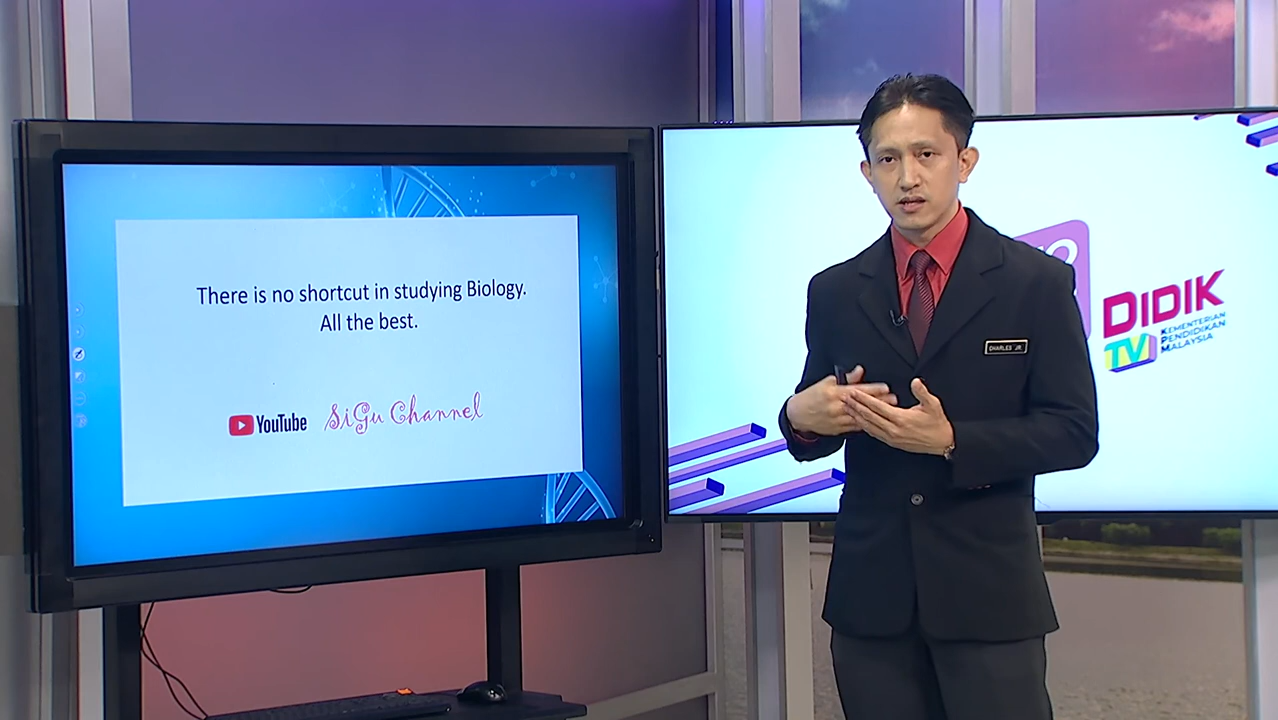 There is no shortcut in studying Biology.
All the best.
YouTube SiGu Channel
CHARLES JR.
DIDIK
TV
KEMENTERIAN
PENDIDIKAN
MALAYSIA